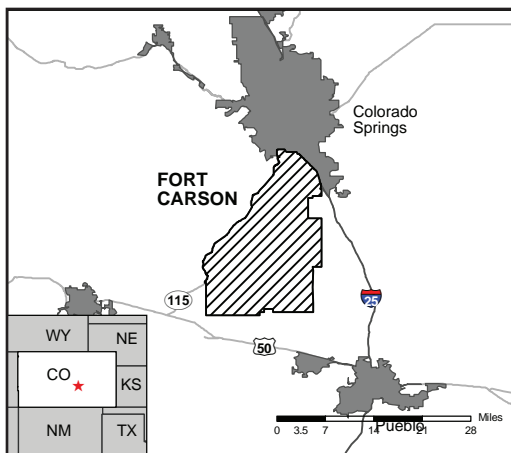 Colorado
Springs
FORT
CARSON
115
25
50
WY
NE
CO
KS
NM
TX
Pueblo
Miles
0 3.5 7 14 21 28